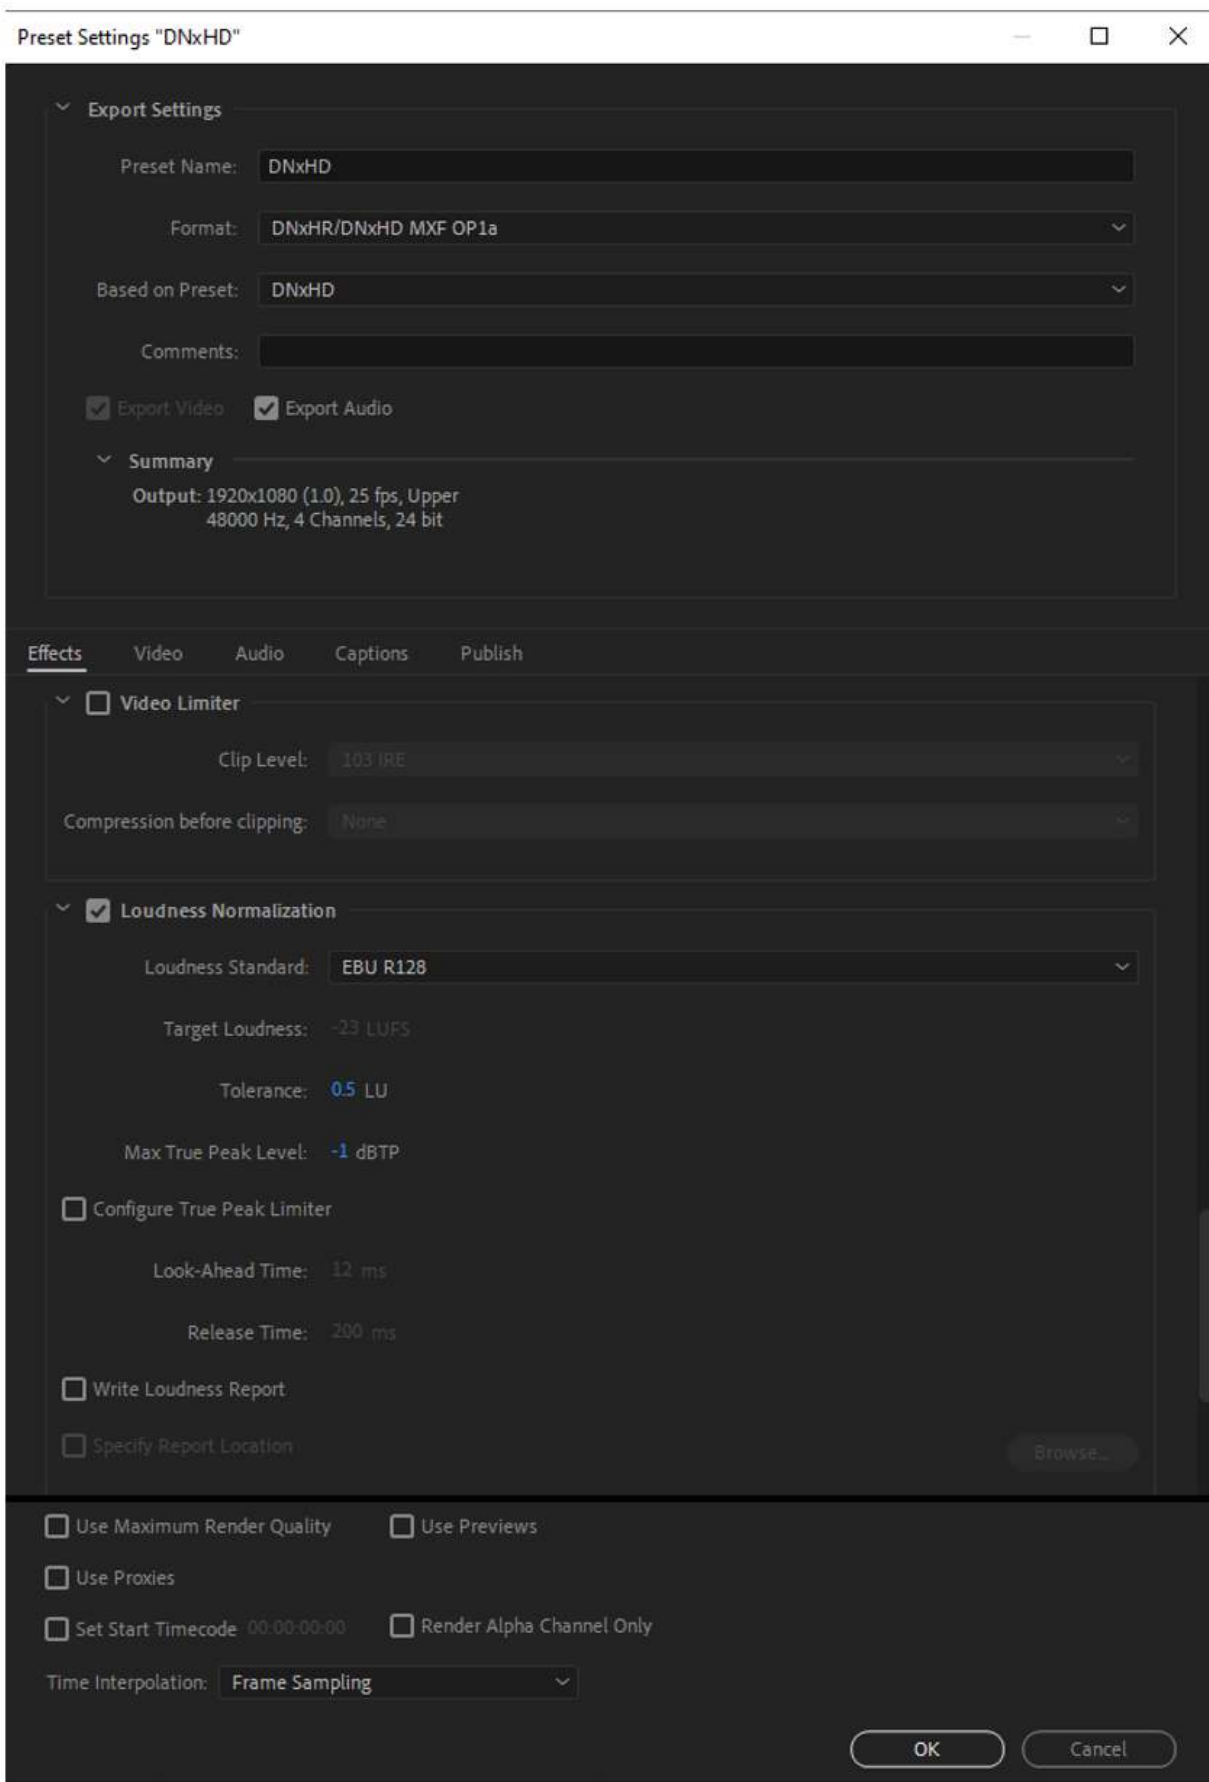 Preset Settings "DNxHD"
Export Settings
Preset Name: DNxHD
Format: DNxHR/DNxHD MXF OP1a
Based on Preset: DNxHD
Comments:
Export Video Export Audio
Summary
Output: 1920x1080 (1.0), 25 fps, Upper
48000 Hz, 4 Channels, 24 bit
Effects Video Audio Captions Publish
Video Limiter
Clip Level: 103 IRE
Compression before clipping: None
Loudness Normalization
Loudness Standard: EBU R128
Target Loudness: -23 LUFS
Tolerance: 0.5 LU
Max True Peak Level: -1 dBTP
Configure True Peak Limiter
Look-Ahead Time: 12 ms
Release Time: 200 ms
Write Loudness Report
Specify Report Location Browse...
Use Maximum Render Quality Use Previews
Use Proxies
Set Start Timecode 00:00:00:00 Render Alpha Channel Only
Time Interpolation: Frame Sampling
OK Cancel